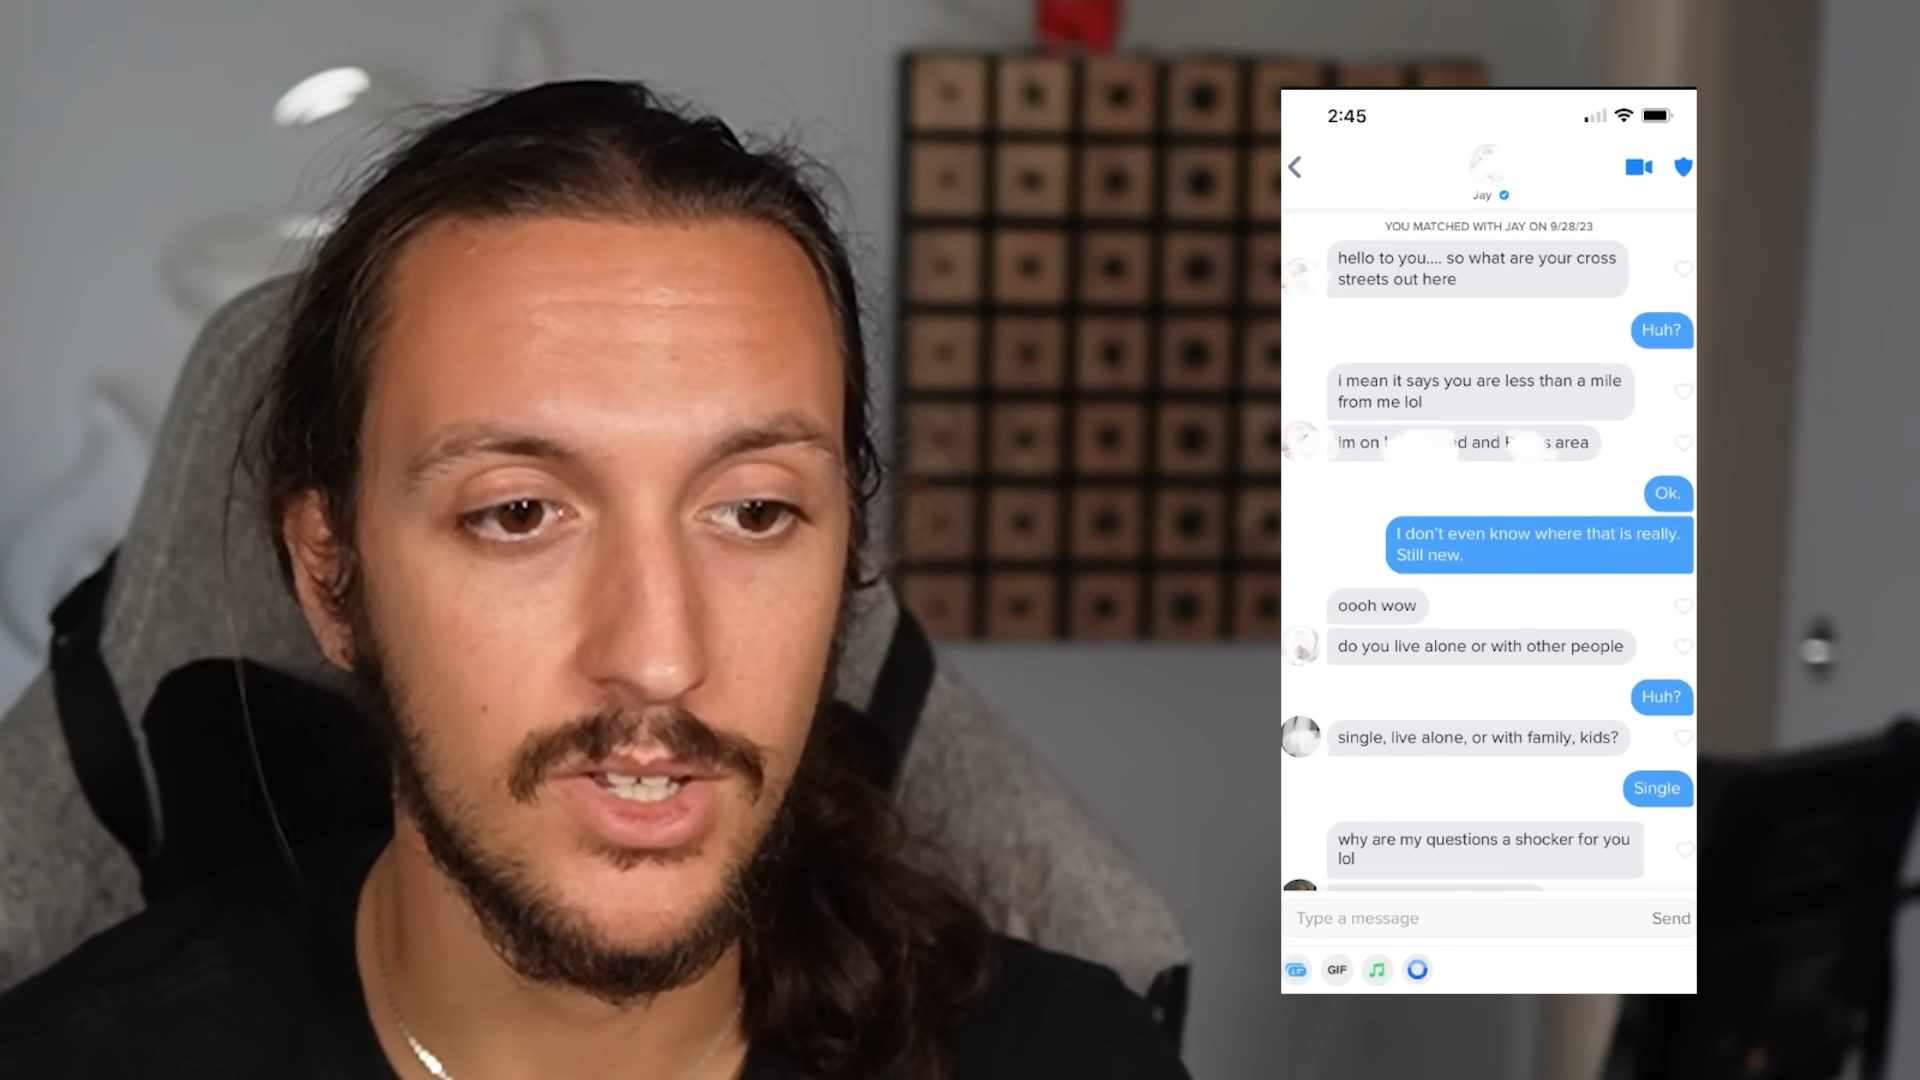 2:45
Jay
YOU MATCHED WITH JAY ON 9/28/23
hello to you.... so what are your cross
streets out here
Huh?
i mean it says you are less than a mile
from me lol
im on and area
Ok.
I don't even know where that is really.
Still new.
oooh wow
do you live alone or with other people
Huh?
single, live alone, or with family, kids?
Single
why are my questions a shocker for you
lol
Type a message
Send
GIF